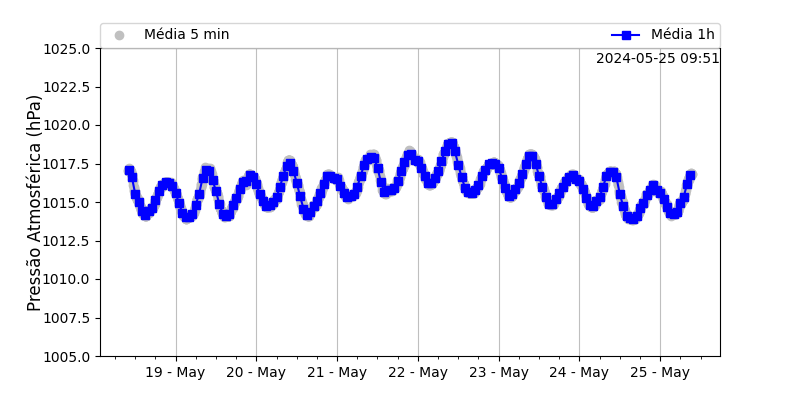 Média 5 min
Média 1h
2024-05-25 09:51
Pressão Atmosférica (hPa)
1025.0
1022.5
1020.0
1017.5
1015.0
1012.5
1010.0
1007.5
1005.0
19 - May
20 - May
21 - May
22 - May
23 - May
24 - May
25 - May